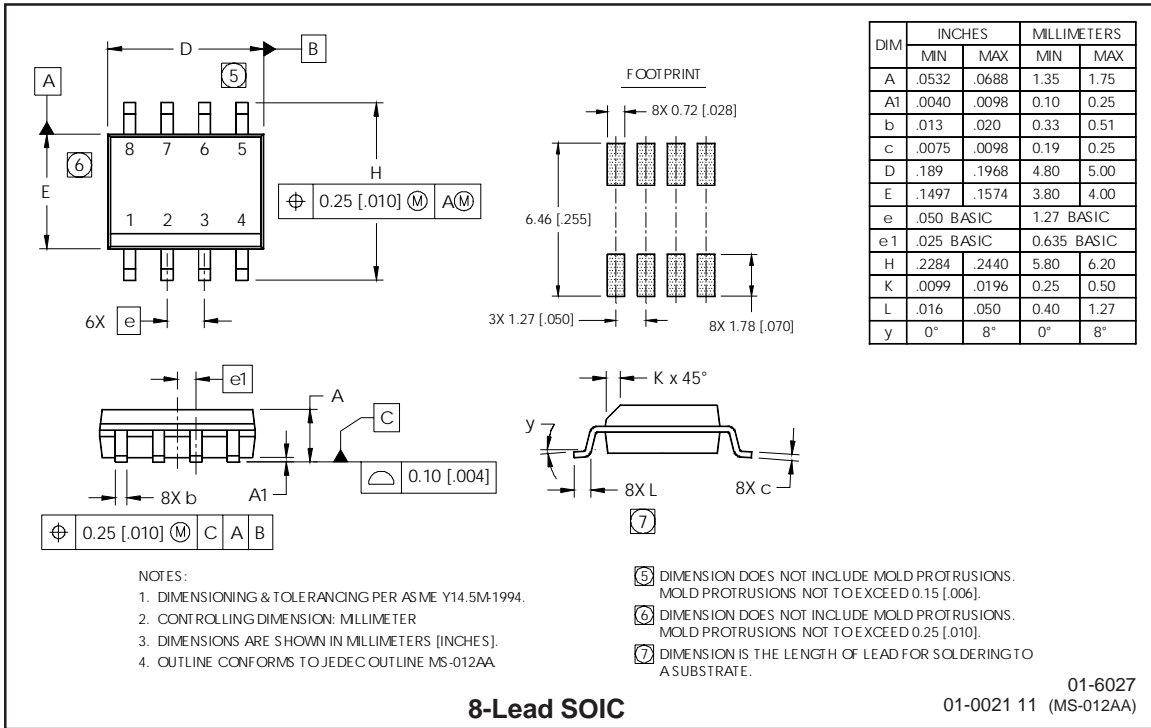 D
B
5
A
6
E
8 7 6 5
1 2 3 4
H
0.25 [.010] M A M
6X e
FOOTPRINT
8X 0.72 [.028]
6.46 [.255]
3X 1.27 [.050]
8X 1.78 [.070]
DIM INCHES MILLIMETERS
MIN MAX MIN MAX
A .0532 .0688 1.35 1.75
A1 .0040 .0098 0.10 0.25
b .013 .020 0.33 0.51
c .0075 .0098 0.19 0.25
D .189 .1968 4.80 5.00
E .1497 .1574 3.80 4.00
e .050 BASIC 1.27 BASIC
e1 .025 BASIC 0.635 BASIC
H .2284 .2440 5.80 6.20
K .0099 .0196 0.25 0.50
L .016 .050 0.40 1.27
y 0° 8° 0° 8°
e1
A
C
0.10 [.004]
8X b
A1
0.25 [.010] M C A B
K x 45°
y
8X L
7
8X c
NOTES:
1. DIMENSIONING & TOLERANCING PER ASME Y14.5M-1994.
2. CONTROLLING DIMENSION: MILLIMETER
3. DIMENSIONS ARE SHOWN IN MILLIMETERS [INCHES].
4. OUTLINE CONFORMS TO JEDEC OUTLINE MS-012AA.
5 DIMENSION DOES NOT INCLUDE MOLD PROTRUSIONS.
MOLD PROTRUSIONS NOT TO EXCEED 0.15 [.006].
6 DIMENSION DOES NOT INCLUDE MOLD PROTRUSIONS.
MOLD PROTRUSIONS NOT TO EXCEED 0.25 [.010].
7 DIMENSION IS THE LENGTH OF LEAD FOR SOLDERING TO
A SUBSTRATE.
8-Lead SOIC
01-6027
01-0021 11 (MS-012AA)